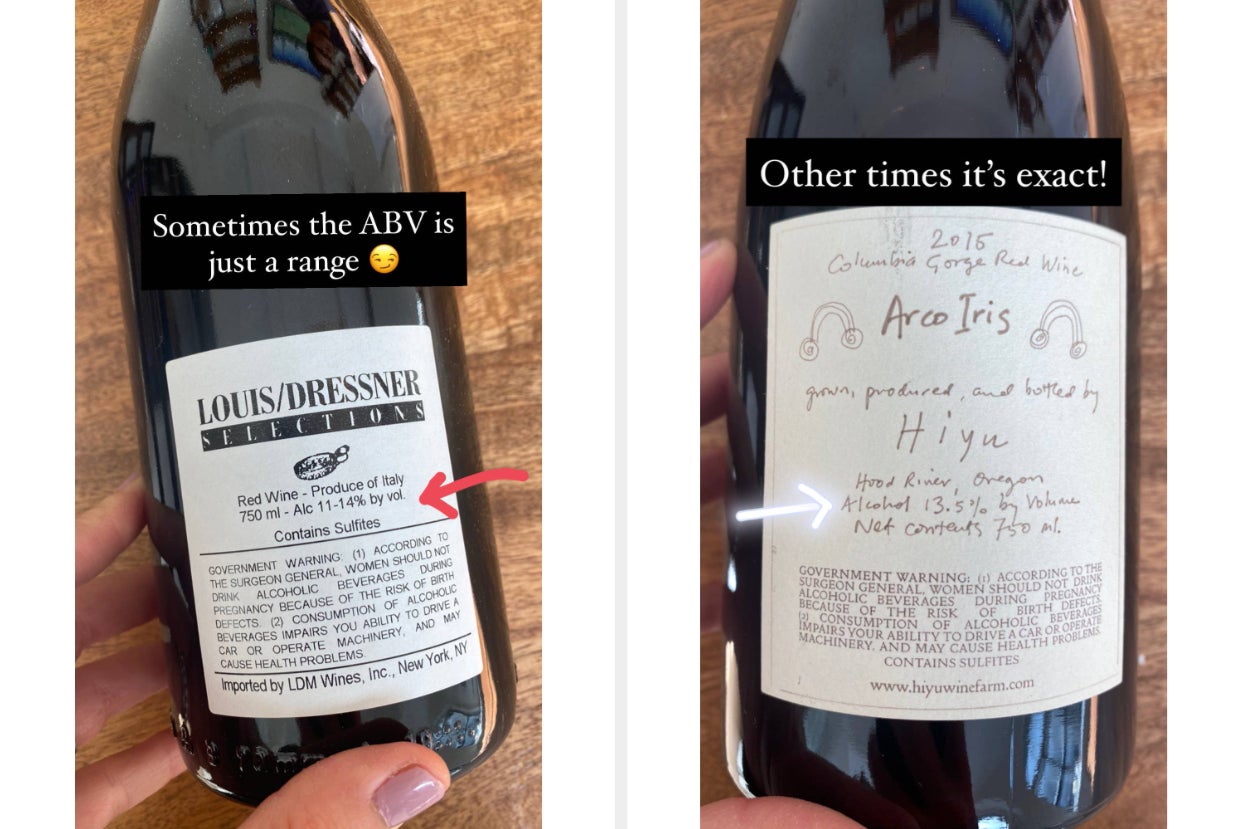 Sometimes the ABV is
just a range 😏
LOUIS/DRESSNER
SELECTIONS
Red Wine - Produce of Italy
750 ml - Alc 11-14% by vol.
Contains Sulfites
GOVERNMENT WARNING: (1) ACCORDING TO
THE SURGEON GENERAL, WOMEN SHOULD NOT
DRINK ALCOHOLIC BEVERAGES DURING
PREGNANCY BECAUSE OF THE RISK OF BIRTH
DEFECTS. (2) CONSUMPTION OF ALCOHOLIC
BEVERAGES IMPAIRS YOU ABILITY TO DRIVE A
CAR OR OPERATE MACHINERY, AND MAY
CAUSE HEALTH PROBLEMS.
Imported by LDM Wines, Inc., New York, NY
Other times it's exact!
2015
Columbia Gorge Red Wine
Arco Iris
grown, produced, and bottled by
Hiyu
Hood River, Oregon
Alcohol 13.5% by Volume
Net contents 750 ml.
GOVERNMENT WARNING: (1) ACCORDING TO THE
SURGEON GENERAL, WOMEN SHOULD NOT DRINK
ALCOHOLIC BEVERAGES DURING PREGNANCY
BECAUSE OF THE RISK OF BIRTH DEFECTS.
(2) CONSUMPTION OF ALCOHOLIC BEVERAGES
IMPAIRS YOUR ABILITY TO DRIVE A CAR OR OPERATE
MACHINERY, AND MAY CAUSE HEALTH PROBLEMS.
CONTAINS SULFITES
www.hiyuwinefarm.com